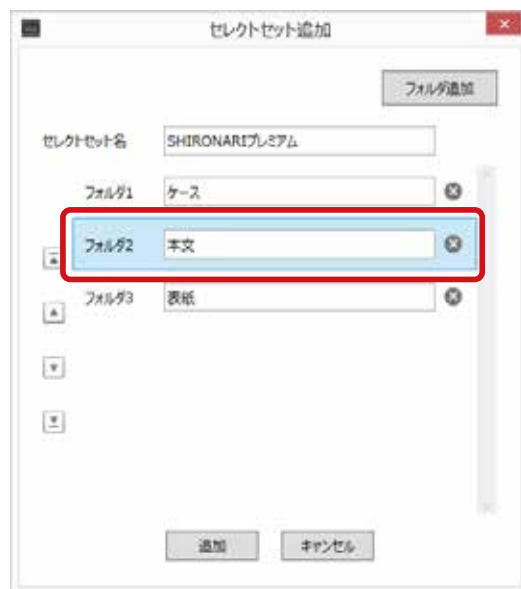 セレクトセット追加
フォルダ追加
セレクトセット名 SHIRONARIプレミアム
フォルダ1 ケース
フォルダ2 本文
フォルダ3 表紙
追加 キャンセル